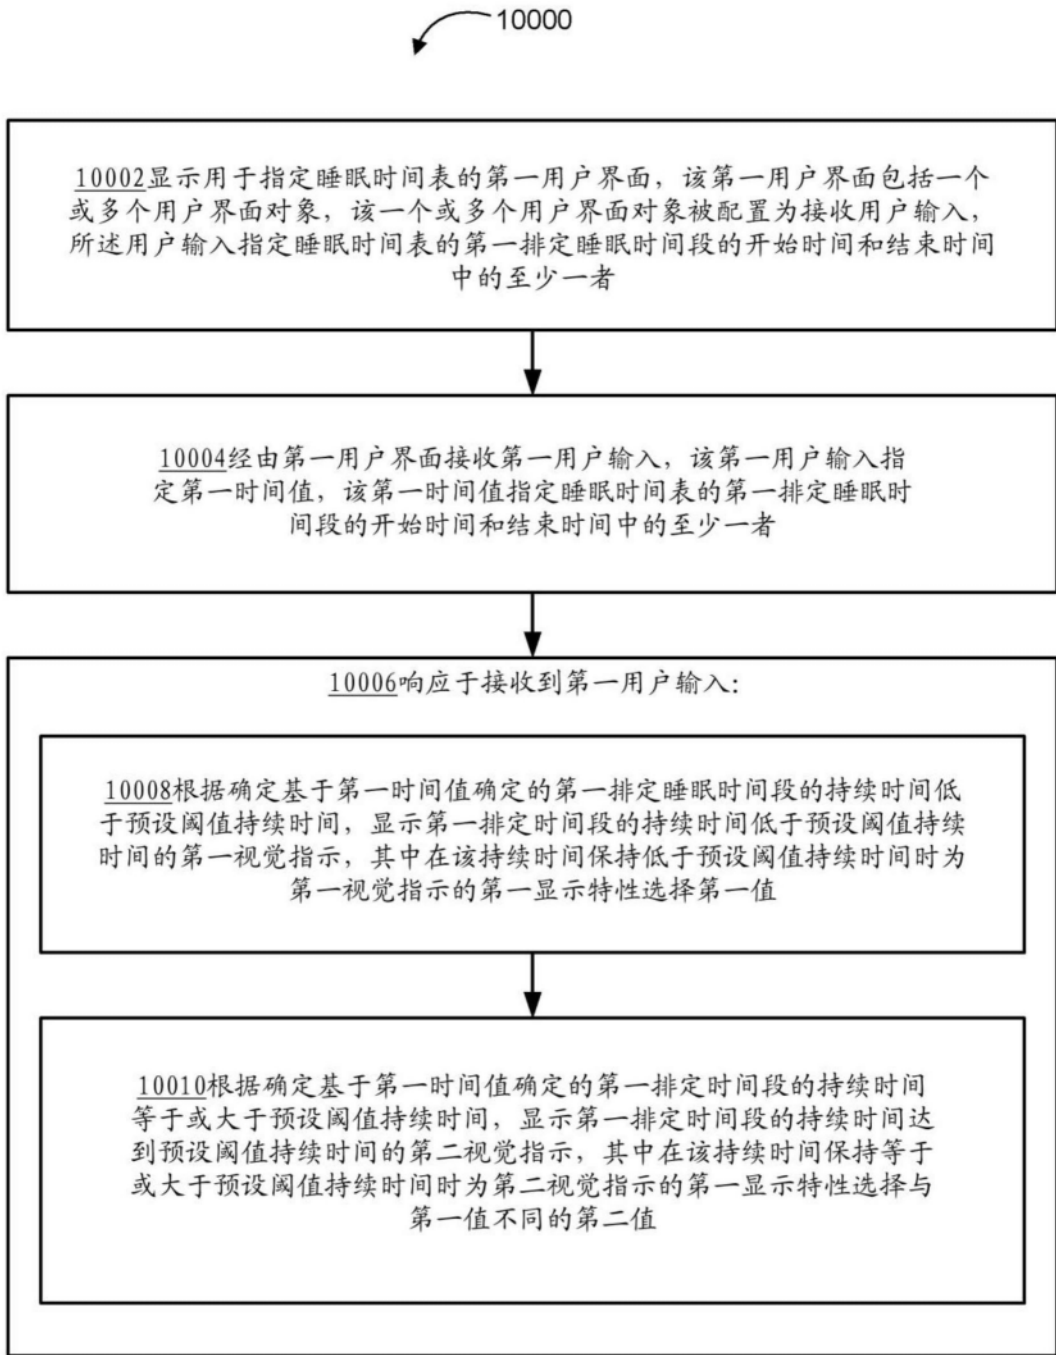 10000
10002显示用于指定睡眠时间表的第一用户界面，该第一用户界面包括一个
或多个用户界面对象，该一个或多个用户界面对象被配置为接收用户输入，
所述用户输入指定睡眠时间表的第一排定睡眠时间段的开始时间和结束时间
中的至少一者
10004经由第一用户界面接收第一用户输入，该第一用户输入指
定第一时间值，该第一时间值指定睡眠时间表的第一排定睡眠时
间段的开始时间和结束时间中的至少一者
10006响应于接收到第一用户输入：
10008根据确定基于第一时间值确定的第一排定睡眠时间段的持续时间低
于预设阈值持续时间，显示第一排定时间段的持续时间低于预设阈值持续
时间的第一视觉指示，其中在该持续时间保持低于预设阈值持续时间时为
第一视觉指示的第一显示特性选择第一值
10010根据确定基于第一时间值确定的第一排定时间段的持续时间
等于或大于预设阈值持续时间，显示第一排定时间段的持续时间达
到预设阈值持续时间的第二视觉指示，其中在该持续时间保持等于
或大于预设阈值持续时间时为第二视觉指示的第一显示特性选择与
第一值不同的第二值